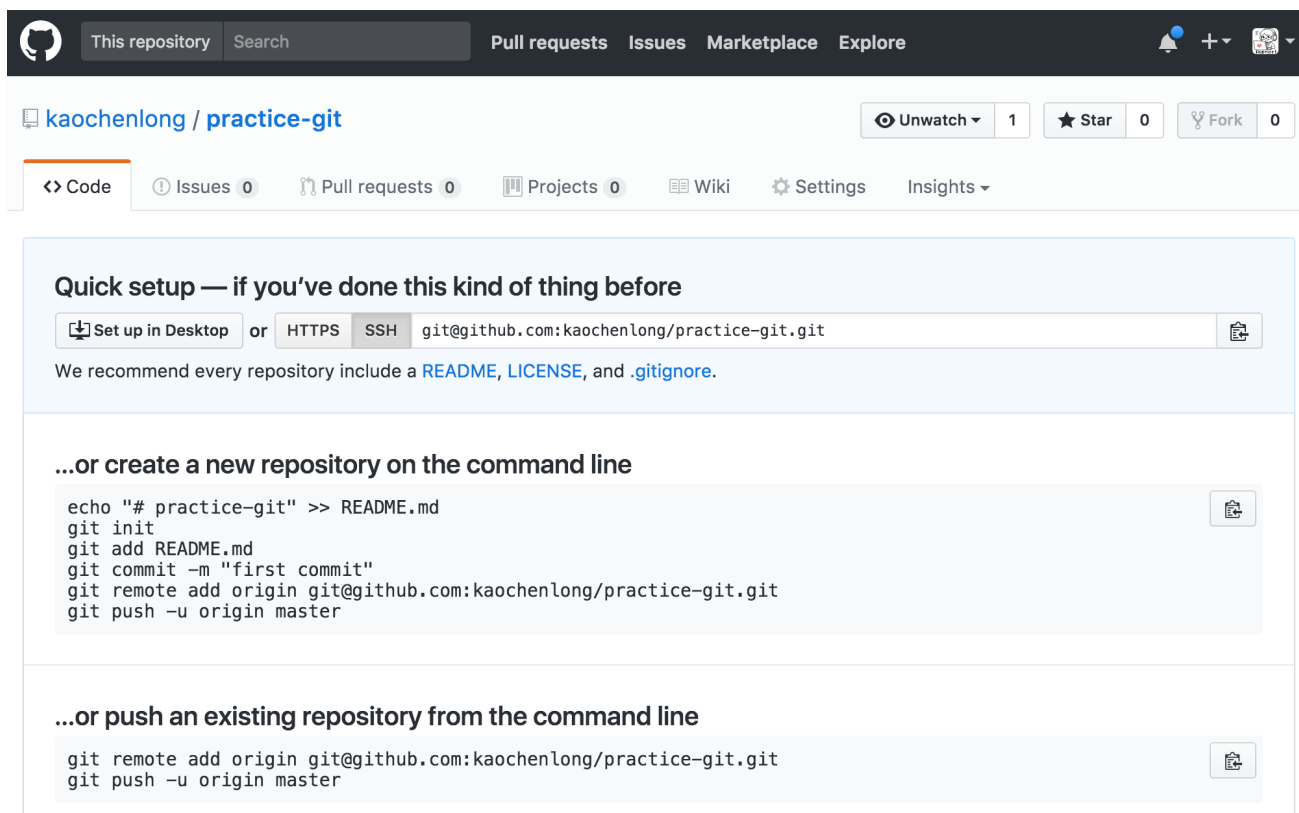 This repository Search Pull requests Issues Marketplace Explore
kaochenlong / practice-git Unwatch 1 Star 0 Fork 0
Code Issues 0 Pull requests 0 Projects 0 Wiki Settings Insights
Quick setup — if you’ve done this kind of thing before
Set up in Desktop or HTTPS SSH git@github.com:kaochenlong/practice-git.git
We recommend every repository include a README, LICENSE, and .gitignore.
…or create a new repository on the command line
echo "# practice-git" >> README.md
git init
git add README.md
git commit -m "first commit"
git remote add origin git@github.com:kaochenlong/practice-git.git
git push -u origin master
…or push an existing repository from the command line
git remote add origin git@github.com:kaochenlong/practice-git.git
git push -u origin master